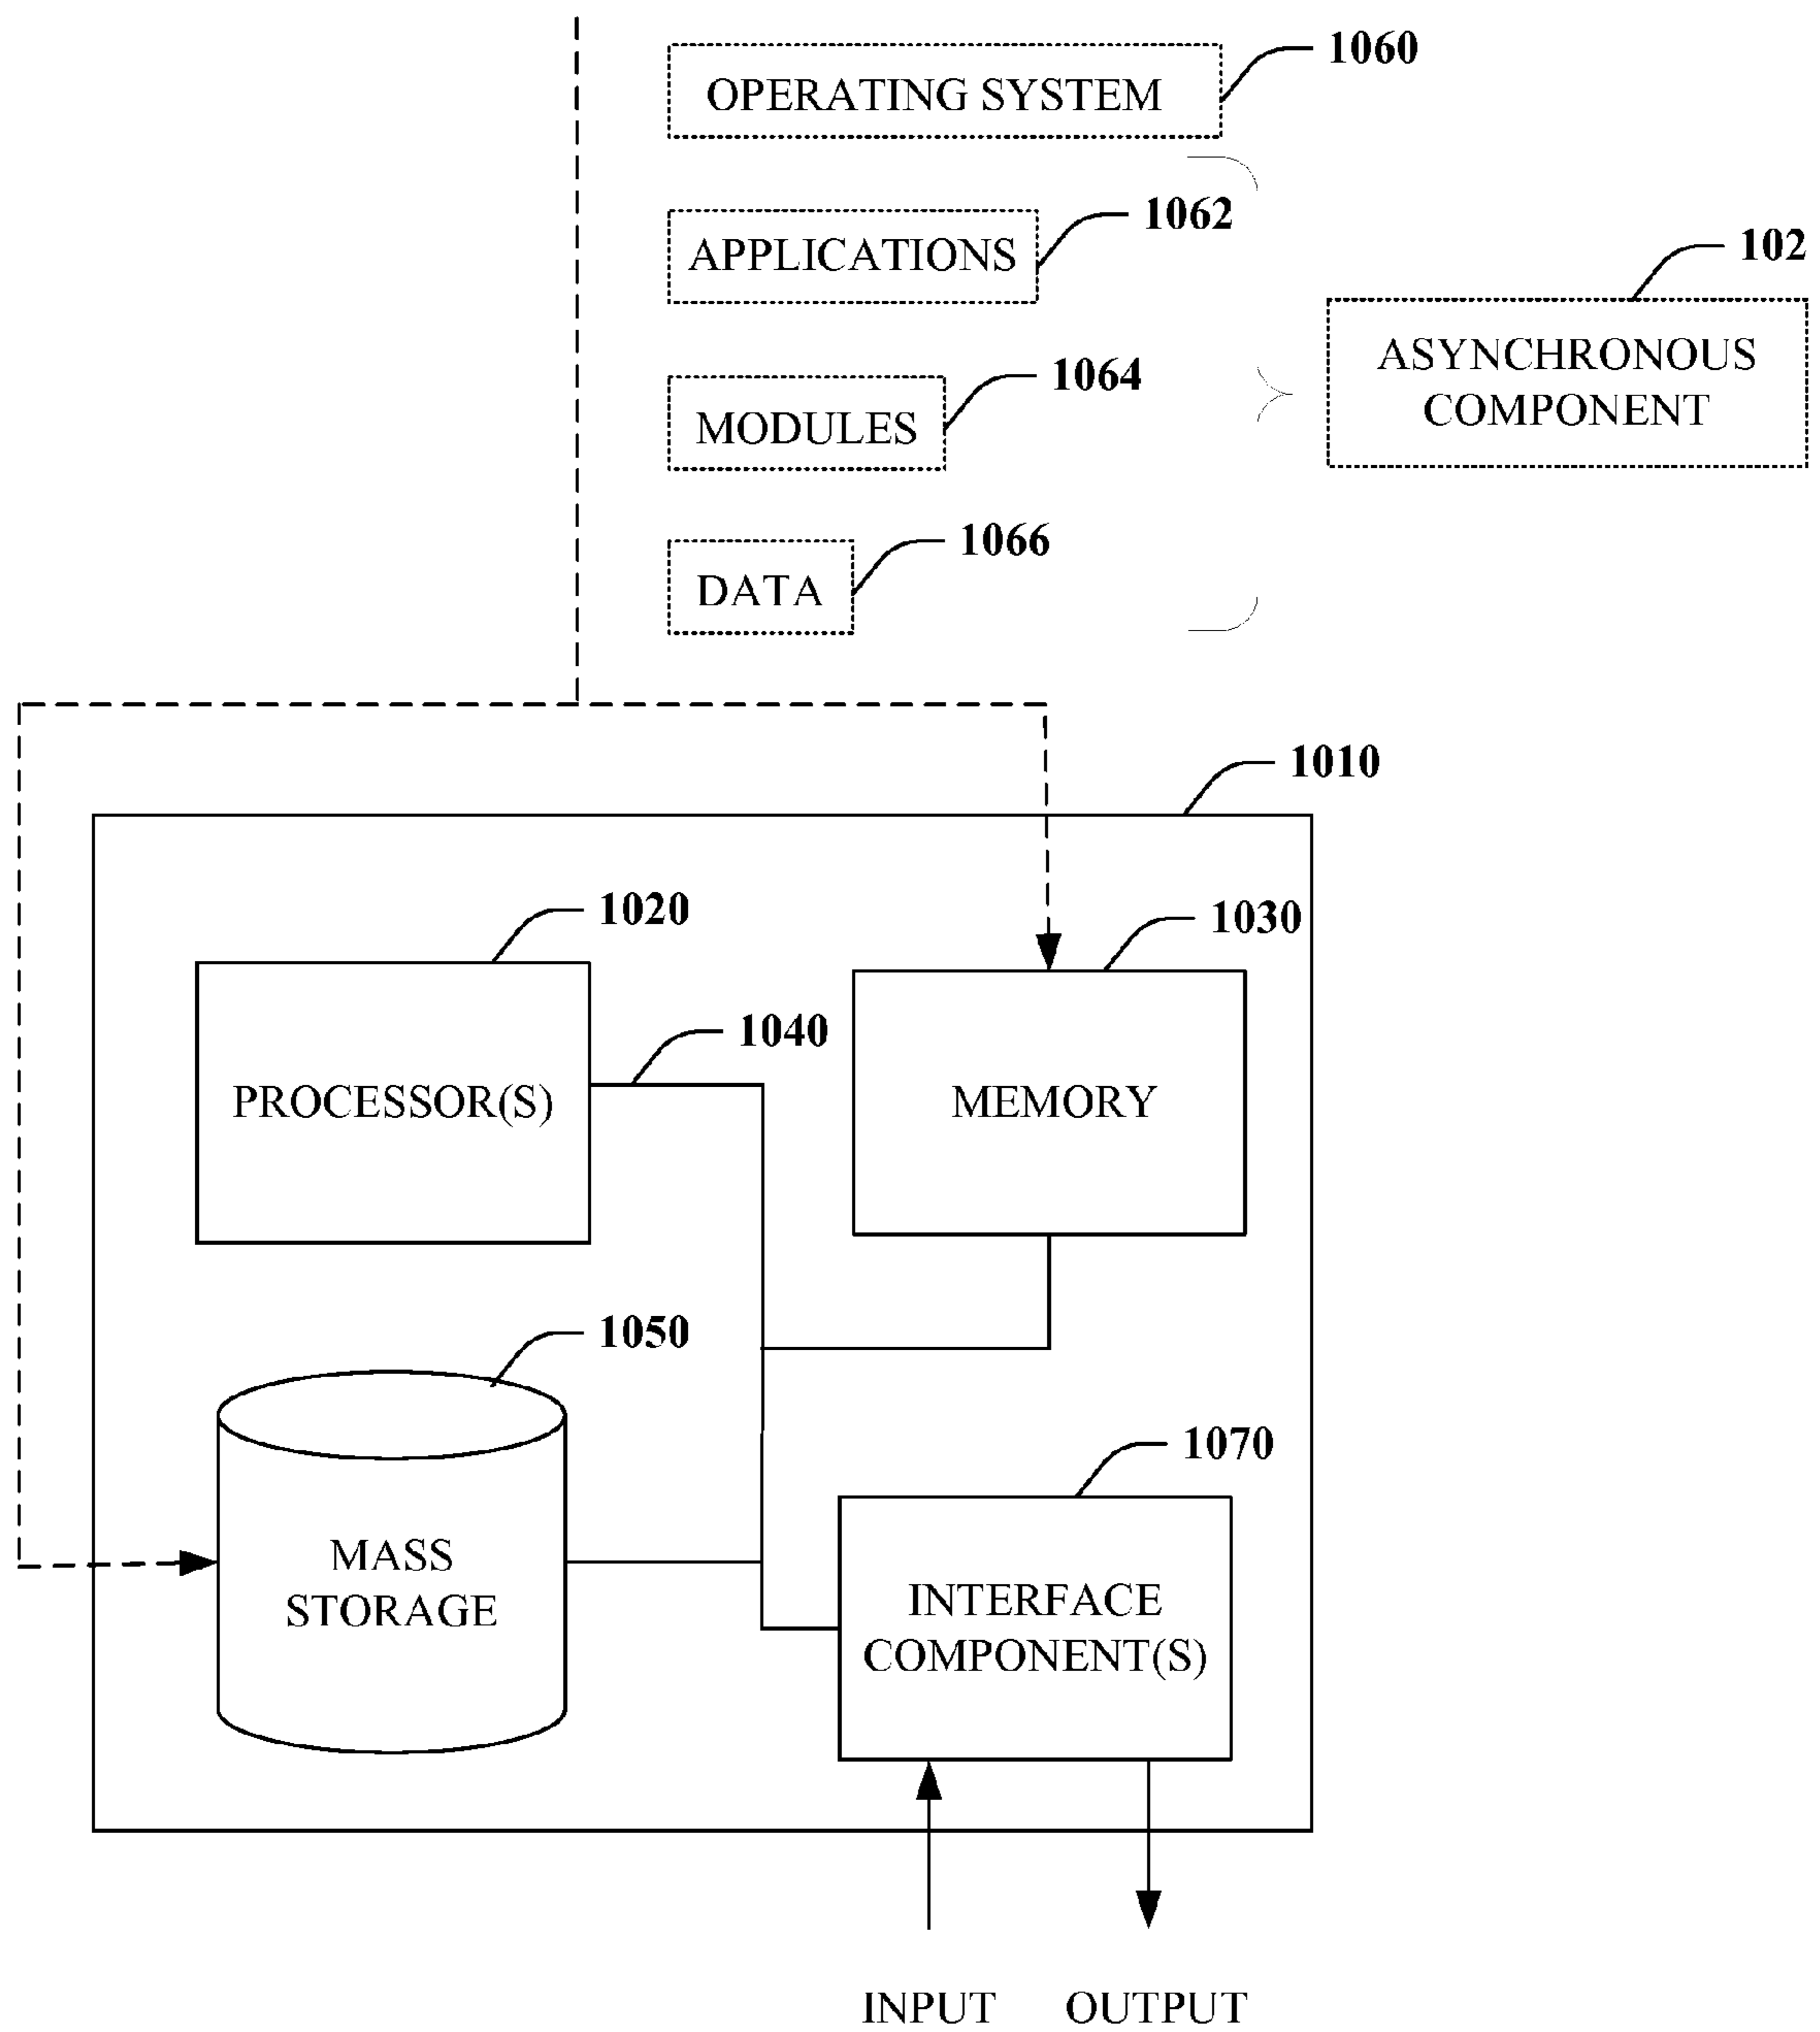 1060
OPERATING SYSTEM
1062
APPLICATIONS
102
ASYNCHRONOUS
COMPONENT
1064
MODULES
1066
DATA
1010
1020
1030
1040
PROCESSOR(S)
MEMORY
1050
1070
MASS
STORAGE
INTERFACE
COMPONENT(S)
INPUT
OUTPUT